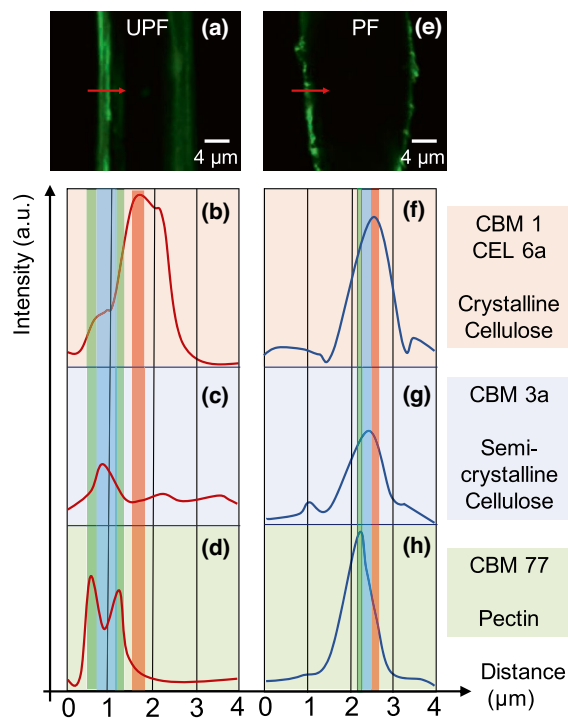 UPF (a)
4 μm
PF (e)
4 μm
Intensity (a.u.)
(b)
(f)
CBM 1
CEL 6a
Crystalline
Cellulose
(c)
(g)
CBM 3a
Semi-
crystalline
Cellulose
(d)
(h)
CBM 77
Pectin
Distance
(μm)
0 1 2 3 4
0 1 2 3 4